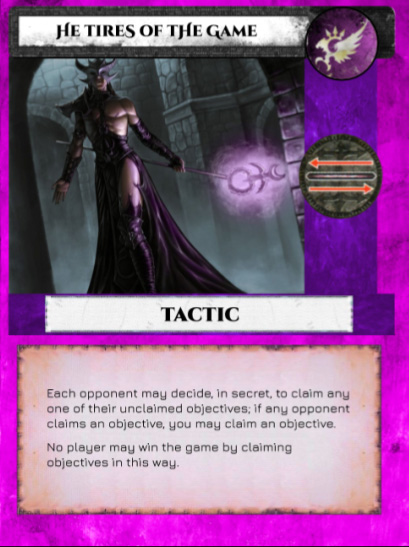 He Tires of the Game
TACTIC
Each opponent may decide, in secret, to claim any
one of their unclaimed objectives; if any opponent
claims an objective, you may claim an objective.
No player may win the game by claiming
objectives in this way.